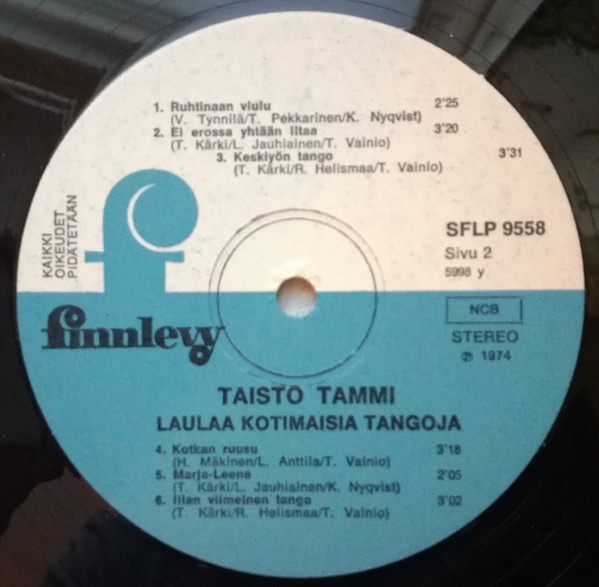 1. Ruhtinaan viulu 2'25
(V. Tynnilä/T. Pekkarinen/K. Nyqvist)
2. Ei erossa yhtään iltaa 3'20
(T. Kärki/L. Jauhiainen/T. Vainio)
3. Keskiyön tango 3'31
(T. Kärki/R. Helismaa/T. Vainio)
KAIKKI
OIKEUDET
PIDÄTETÄÄN
f
SFLP 9558
Sivu 2
5998 y
finnlevy
NCB
STEREO
℗ 1974
TAISTO TAMMI
LAULAA KOTIMAISIA TANGOJA
4. Kotkan ruusu 3'18
(H. Mäkinen/L. Anttila/T. Vainio)
5. Marja-Leena 2'05
(T. Kärki/L. Jauhiainen/K. Nyqvist)
6. Illan viimeinen tango 3'02
(T. Kärki/R. Helismaa/T. Vainio)